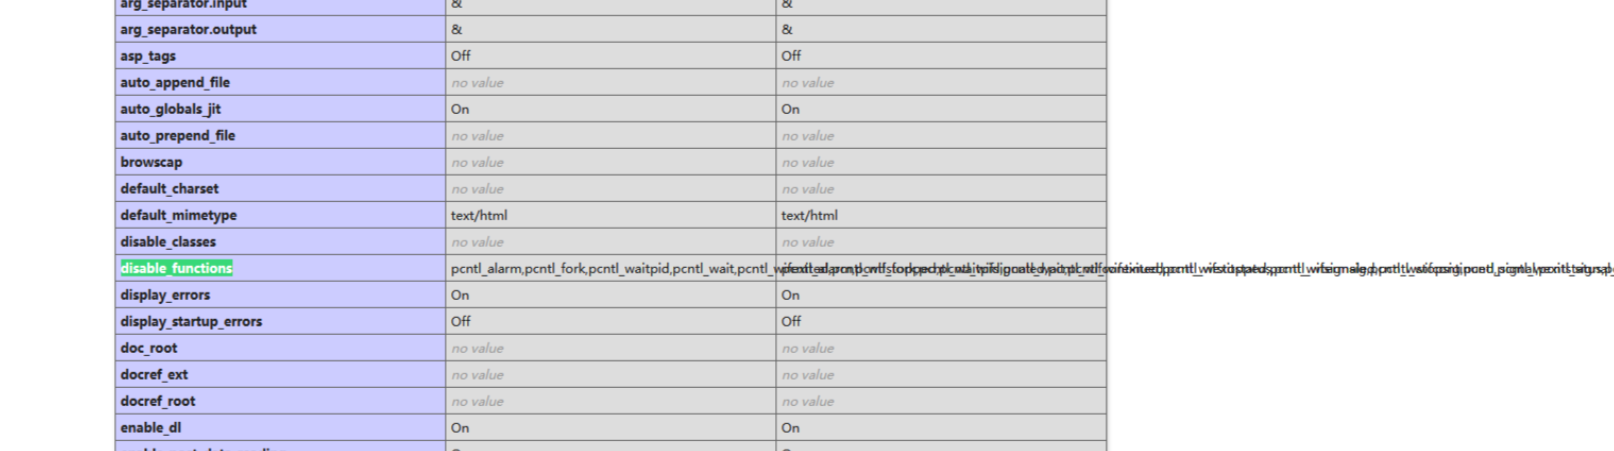 arg_separator.input & &
arg_separator.output & &
asp_tags Off Off
auto_append_file no value no value
auto_globals_jit On On
auto_prepend_file no value no value
browscap no value no value
default_charset no value no value
default_mimetype text/html text/html
disable_classes no value no value
disable_functions pcntl_alarm,pcntl_fork,pcntl_waitpid,pcntl_wait,
display_errors On On
display_startup_errors Off Off
doc_root no value no value
docref_ext no value no value
docref_root no value no value
enable_dl On On